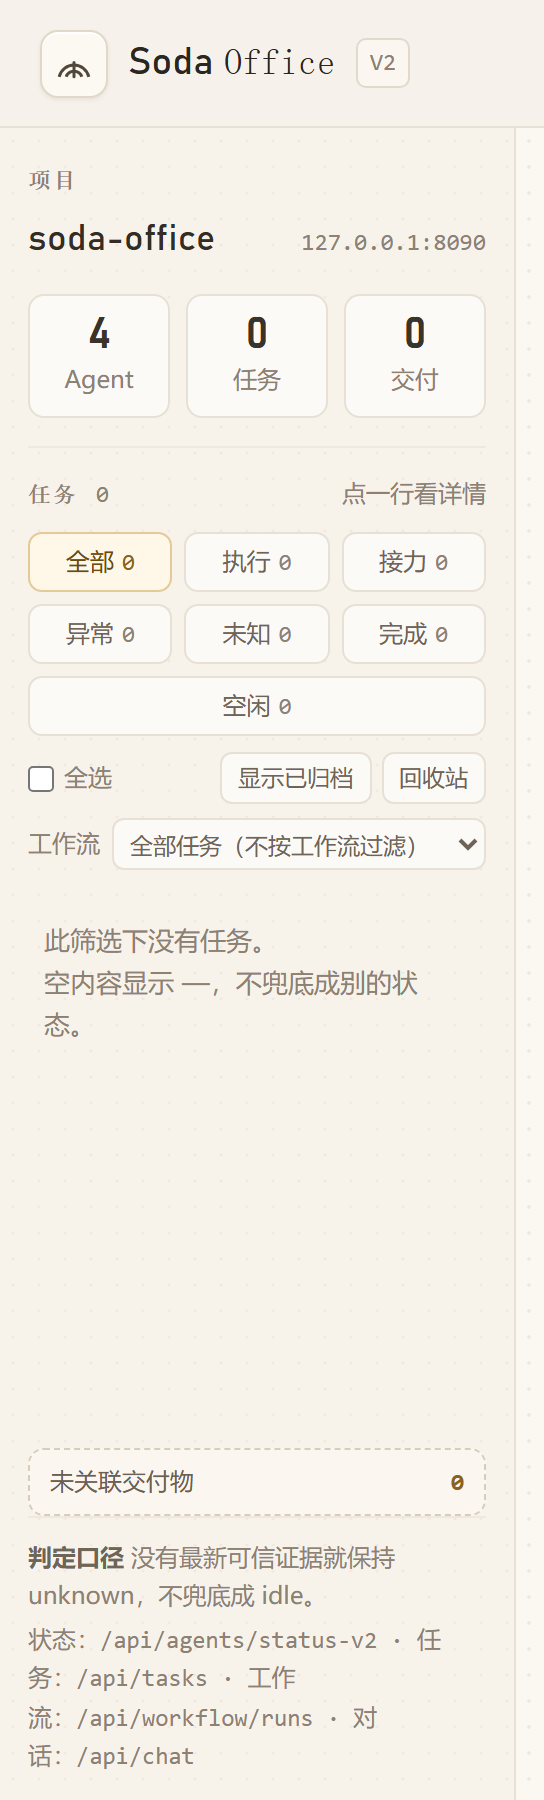 Soda Office V2
项目
soda-office 127.0.0.1:8090
4 0 0
Agent 任务 交付
任务 0 点一行看详情
全部 0 执行 0 接力 0
异常 0 未知 0 完成 0
空闲 0
全选 显示已归档 回收站
工作流 全部任务（不按工作流过滤）
此筛选下没有任务。
空内容显示 —，不兜底成别的状
态。
未关联交付物 0
判定口径 没有最新可信证据就保持
unknown，不兜底成 idle。
状态：/api/agents/status-v2 · 任
务：/api/tasks · 工作
流：/api/workflow/runs · 对
话：/api/chat